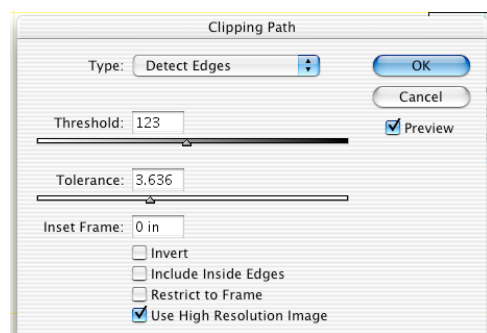 Clipping Path
Type: Detect Edges OK
Cancel
Threshold: 123 Preview
Tolerance: 3.636
Inset Frame: 0 in
Invert
Include Inside Edges
Restrict to Frame
Use High Resolution Image